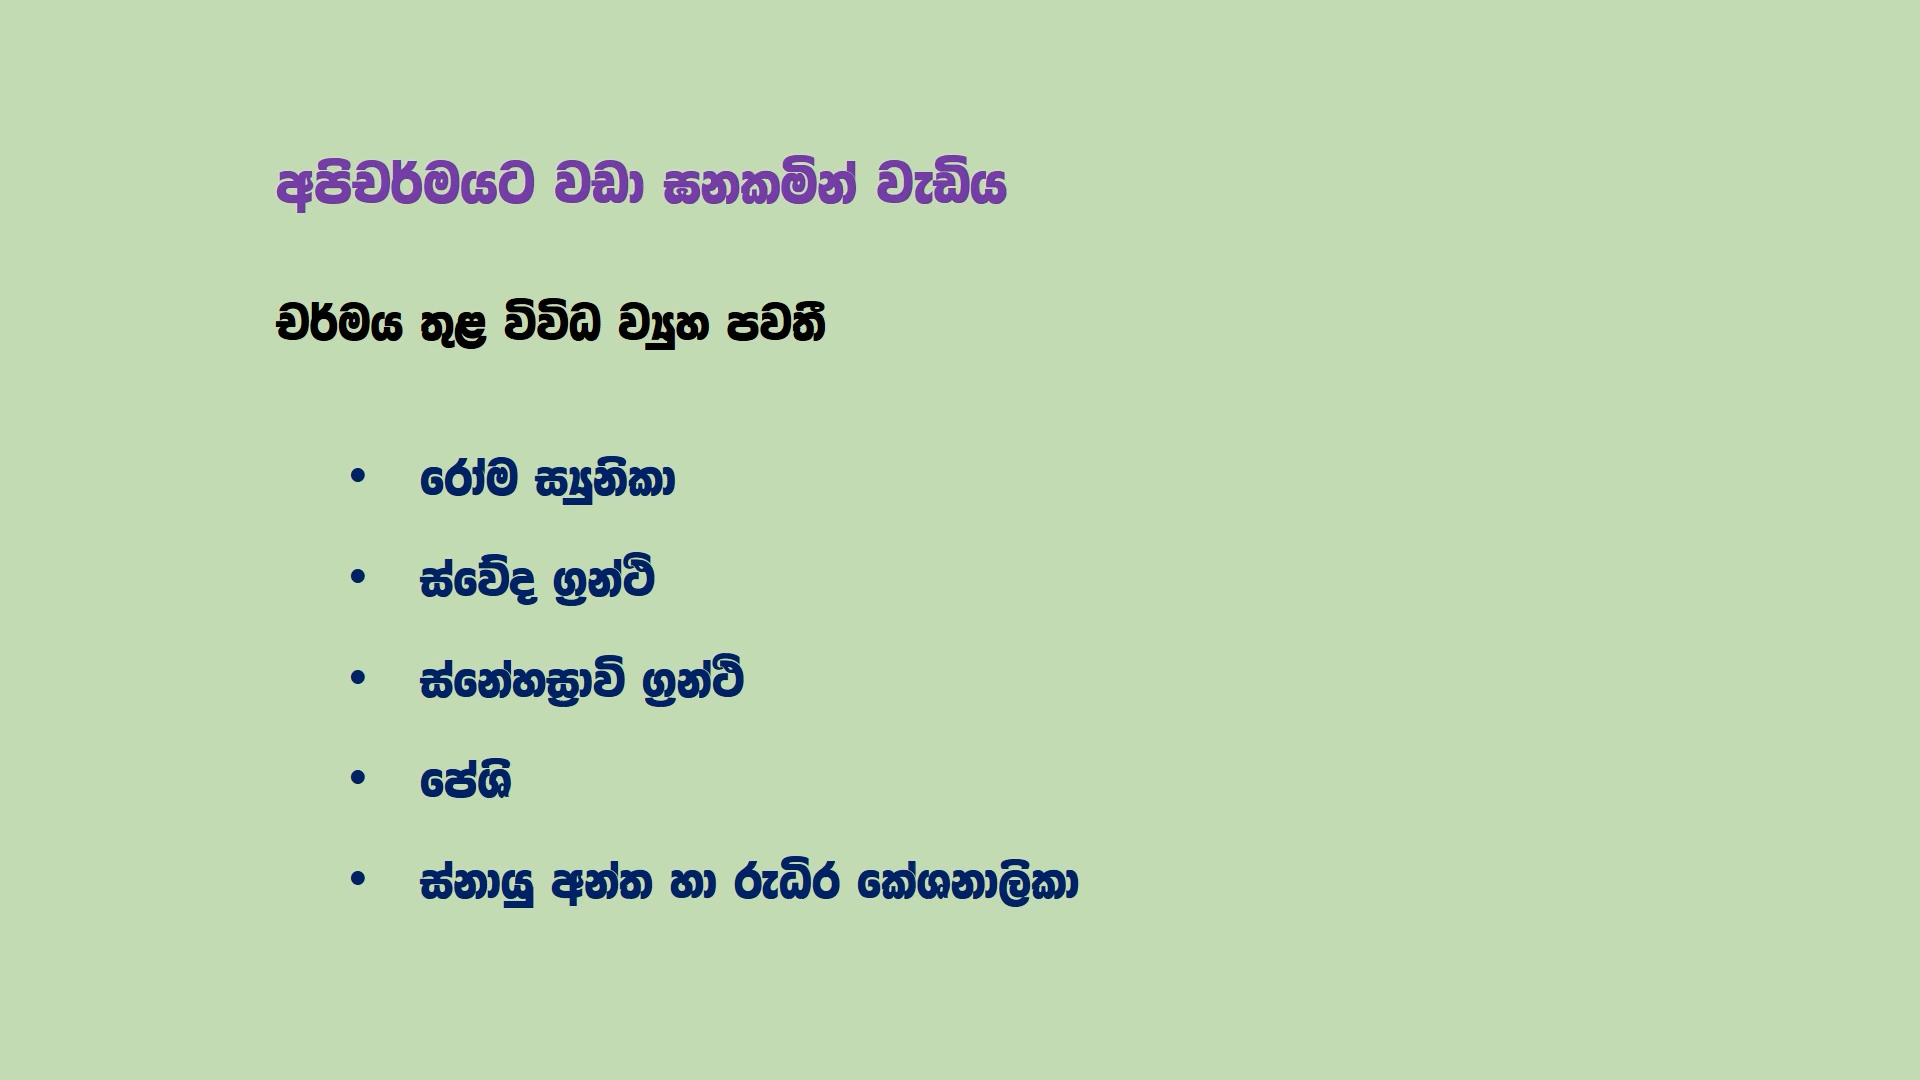 අපිචර්මයට වඩා ඝනකමින් වැඩිය
චර්මය තුළ විවිධ ව්‍යුහ පවතී
• රෝම ස්‍යුනිකා
• ස්වේද ග්‍රන්ථි
• ස්නේහස්‍රාවි ග්‍රන්ථි
• පේශි
• ස්නායු අන්ත හා රුධිර කේශනාලිකා